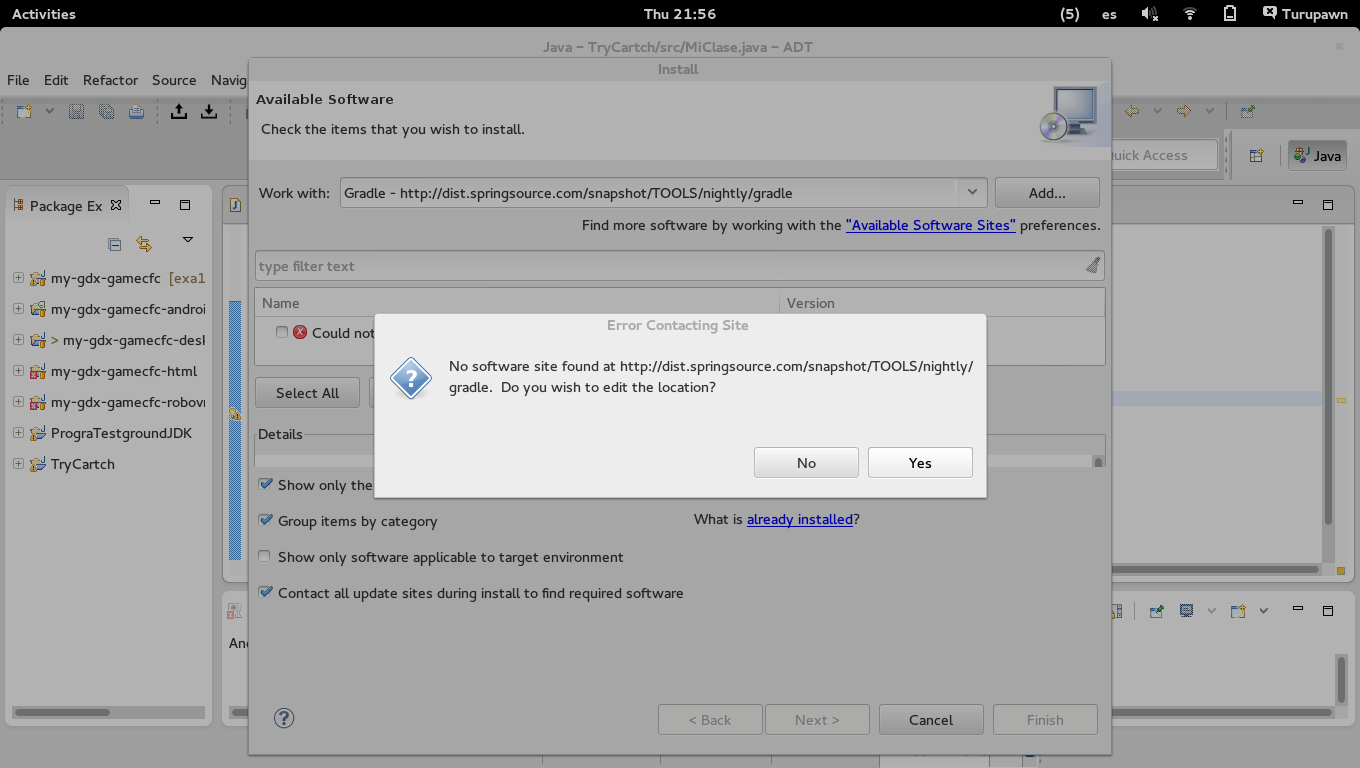 Activities
Thu 21:56
(5) es Turupawn
Java – TryCartch/src/MiClase.java – ADT
Install
File Edit Refactor Source Navig
Available Software
Check the items that you wish to install.
uick Access
Java
Work with: Gradle - http://dist.springsource.com/snapshot/TOOLS/nightly/gradle Add...
Package Ex
Find more software by working with the "Available Software Sites" preferences.
type filter text
my-gdx-gamecfc [exa1
my-gdx-gamecfc-androi
> my-gdx-gamecfc-desk
my-gdx-gamecfc-html
my-gdx-gamecfc-robovr
PrograTestgroundJDK
TryCartch
Name Version
Could not
Error Contacting Site
No software site found at http://dist.springsource.com/snapshot/TOOLS/nightly/
gradle. Do you wish to edit the location?
No Yes
Select All
Details
Show only the
Group items by category
What is already installed?
Show only software applicable to target environment
Contact all update sites during install to find required software
And
< Back Next > Cancel Finish